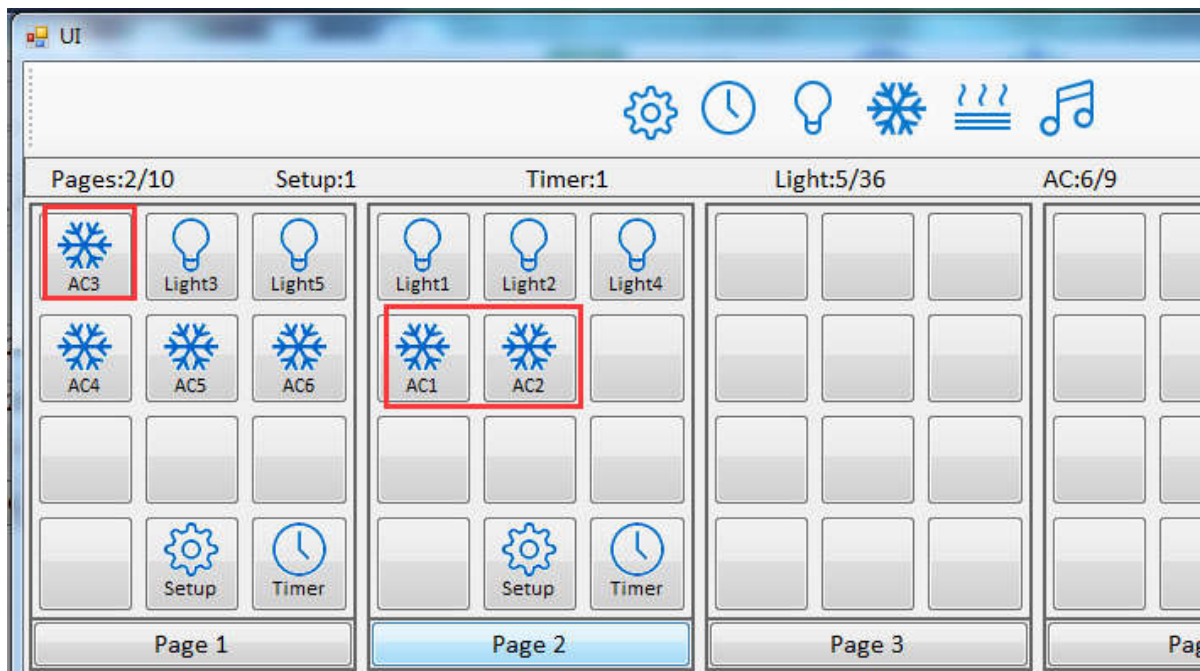 UI
Pages:2/10 Setup:1 Timer:1 Light:5/36 AC:6/9
AC3 Light3 Light5 Light1 Light2 Light4
AC4 AC5 AC6 AC1 AC2
Setup Timer Setup Timer
Page 1 Page 2 Page 3